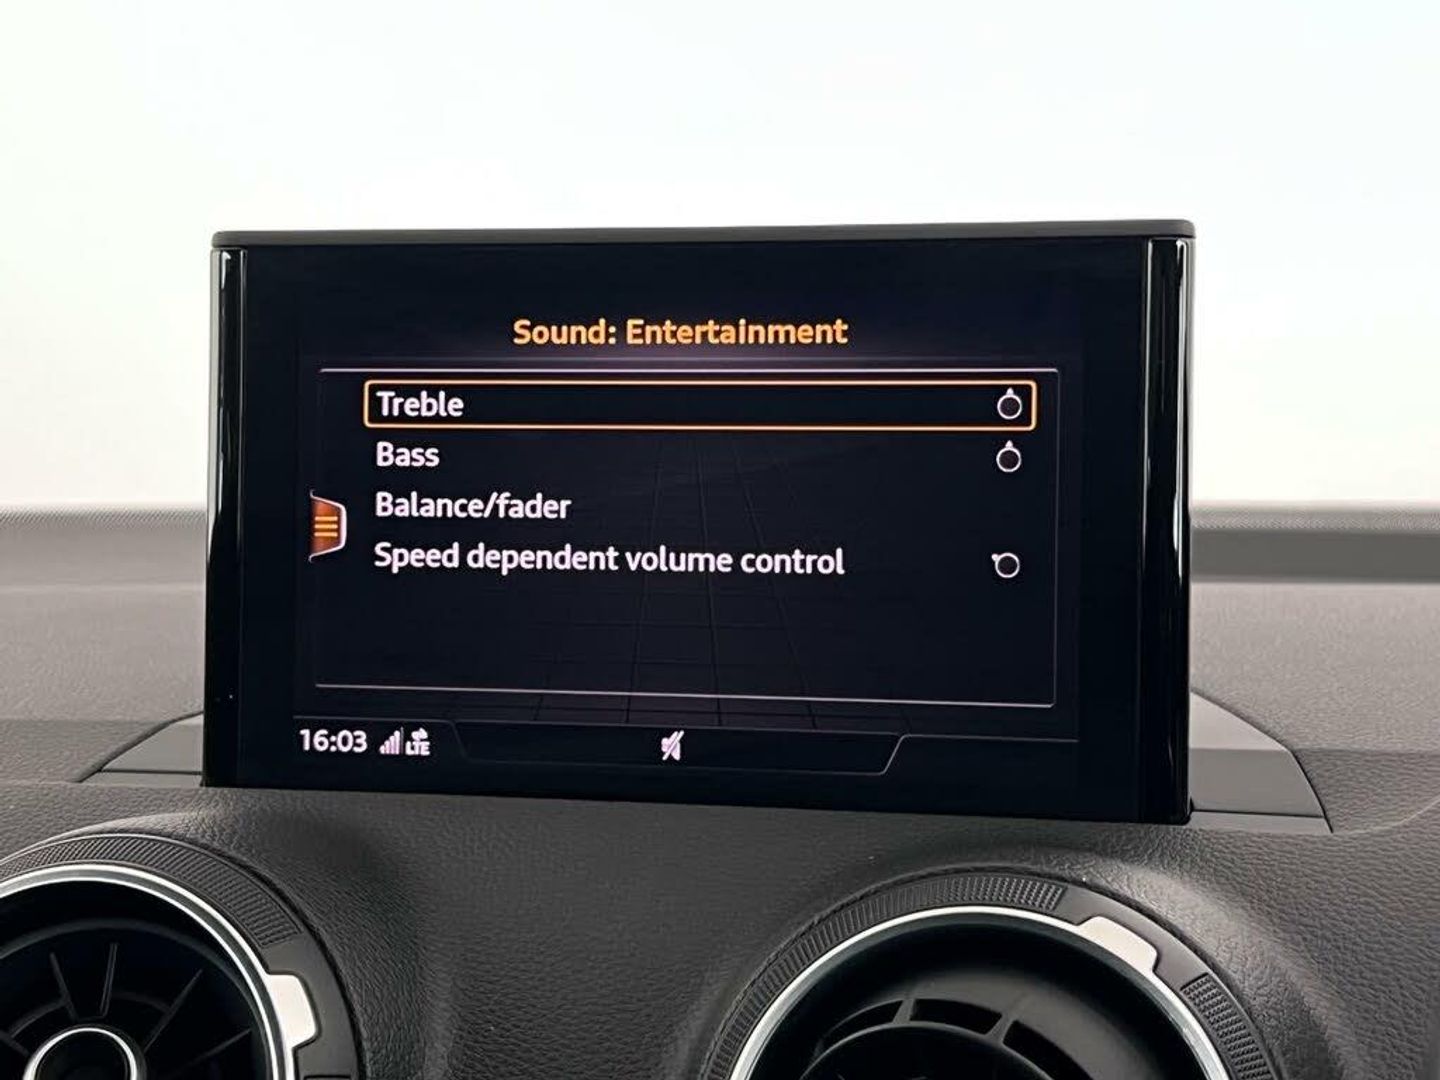 Sound: Entertainment
Treble
Bass
Balance/fader
Speed dependent volume control
16:03 LTE